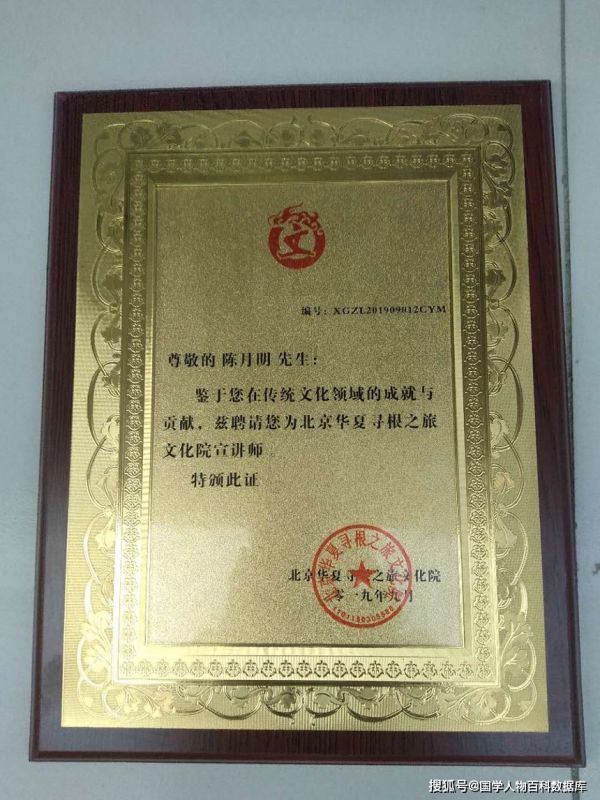 文
编号：XGZL201909012CYM
尊敬的 陈月明 先生：
鉴于您在传统文化领域的成就与
贡献，兹聘请您为北京华夏寻根之旅
文化院宣讲师。
特颁此证
北京华夏寻根之旅文化院
二零一九年九月
搜狐号@国学人物百科数据库